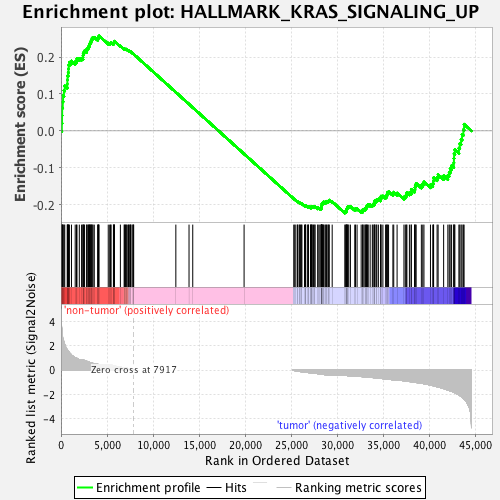 Enrichment plot: HALLMARK_KRAS_SIGNALING_UP
Enrichment score (ES)
0.2
0.1
0.0
-0.1
-0.2
Ranked list metric (Signal2Noise)
'non-tumor' (positively correlated)
4
2
0
-2
-4
Zero cross at 7917
'tumor' (negatively correlated)
0
5,000
10,000
15,000
20,000
25,000
30,000
35,000
40,000
45,000
Rank in Ordered Dataset
Enrichment profile
Hits
Ranking metric scores